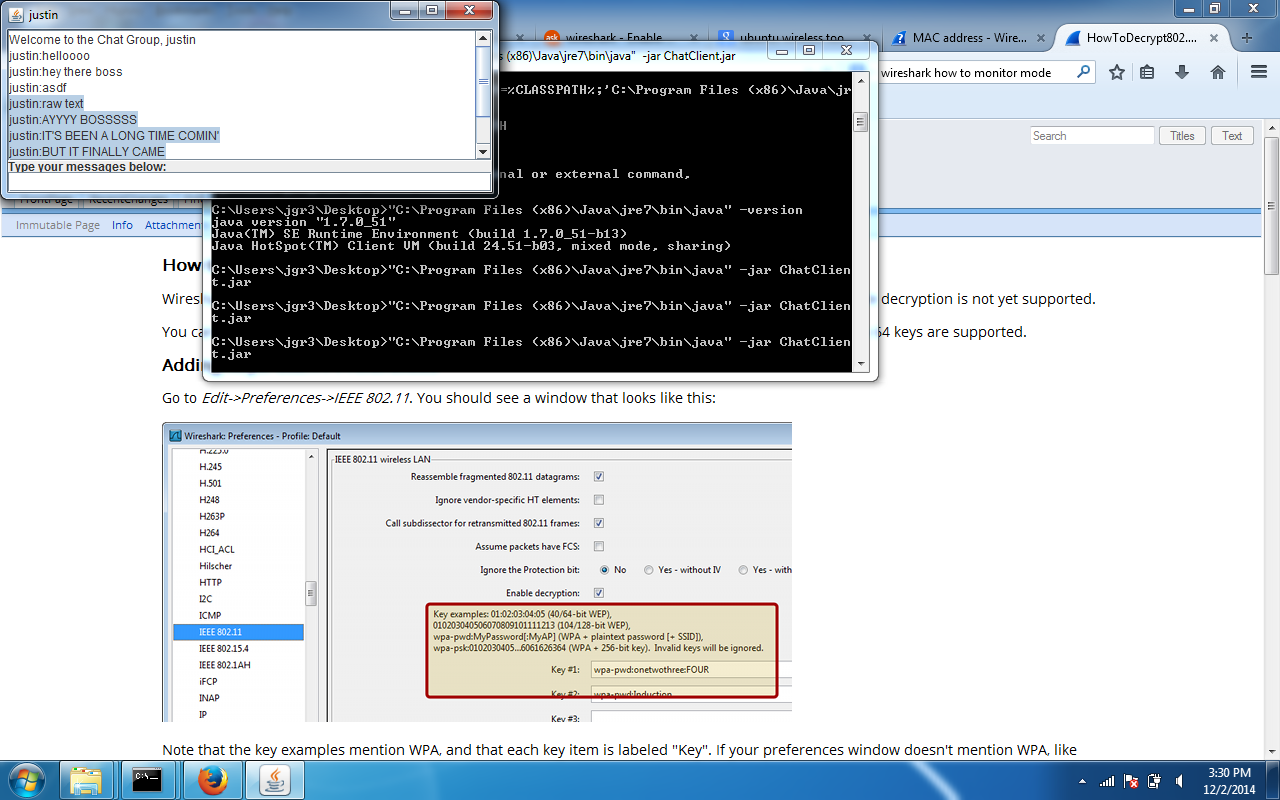 justin
Welcome to the Chat Group, justin
justin:helloooo
justin:hey there boss
justin:asdf
justin:raw text
justin:AYYYY BOSSSSS
justin:IT'S BEEN A LONG TIME COMIN'
justin:BUT IT FINALLY CAME
Type your messages below:
wireshark - Enable
ubuntu wireless too
MAC address - Wire...
HowToDecrypt802....
(x86)\Java\jre7\bin\java" -jar ChatClient.jar
wireshark how to monitor mode
=%CLASSPATH%;'C:\Program Files (x86)\Java\jr
H
nal or external command,
C:\Users\jgr3\Desktop>"C:\Program Files (x86)\Java\jre7\bin\java" -version
java version "1.7.0_51"
Java(TM) SE Runtime Environment (build 1.7.0_51-b13)
Java HotSpot(TM) Client VM (build 24.51-b03, mixed mode, sharing)
C:\Users\jgr3\Desktop>"C:\Program Files (x86)\Java\jre7\bin\java" -jar ChatClien
t.jar
C:\Users\jgr3\Desktop>"C:\Program Files (x86)\Java\jre7\bin\java" -jar ChatClien
t.jar
C:\Users\jgr3\Desktop>"C:\Program Files (x86)\Java\jre7\bin\java" -jar ChatClien
t.jar
Search
Titles
Text
FrontPage RecentChanges
Immutable Page Info Attachmen
How
Wiresh decryption is not yet supported.
You ca 64 keys are supported.
Addi
Go to Edit->Preferences->IEEE 802.11. You should see a window that looks like this:
Wireshark: Preferences - Profile: Default
H.225.0
H.245
H.501
H248
H263P
H264
HCI_ACL
Hilscher
HTTP
I2C
ICMP
IEEE 802.11
IEEE 802.15.4
IEEE 802.1AH
iFCP
INAP
IP
IEEE 802.11 wireless LAN
Reassemble fragmented 802.11 datagrams:
Ignore vendor-specific HT elements:
Call subdissector for retransmitted 802.11 frames:
Assume packets have FCS:
Ignore the Protection bit: No Yes - without IV Yes - with
Enable decryption:
Key examples: 01:02:03:04:05 (40/64-bit WEP),
010203040506070809101111213 (104/128-bit WEP),
wpa-pwd:MyPassword[:MyAP] (WPA + plaintext password [+ SSID]),
wpa-psk:0102030405...6061626364 (WPA + 256-bit key). Invalid keys will be ignored.
Key #1: wpa-pwd:onetwothree:FOUR
Key #2: wpa-pwd:Induction
Key #3:
Note that the key examples mention WPA, and that each key item is labeled "Key". If your preferences window doesn't mention WPA, like
3:30 PM
12/2/2014